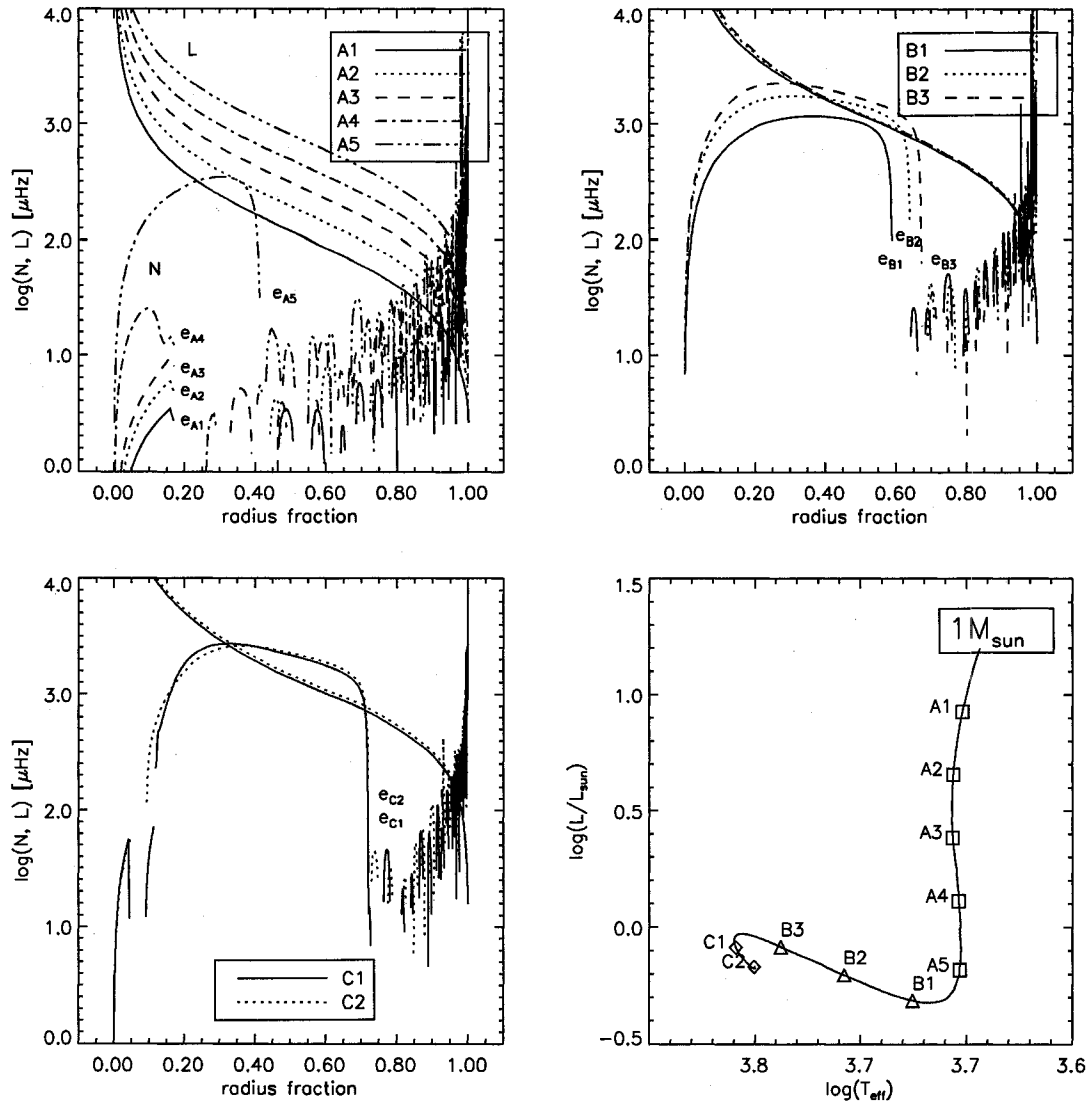 4.0
3.0
2.0
1.0
0.0
log(N, L) [μHz]
L
N
A1
A2
A3
A4
A5
e_A5
e_A4
e_A3
e_A2
e_A1
0.00 0.20 0.40 0.60 0.80 1.00
radius fraction
4.0
3.0
2.0
1.0
0.0
log(N, L) [μHz]
B1
B2
B3
e_B2
e_B1
e_B3
0.00 0.20 0.40 0.60 0.80 1.00
radius fraction
4.0
3.0
2.0
1.0
0.0
log(N, L) [μHz]
e_C2
e_C1
C1
C2
0.00 0.20 0.40 0.60 0.80 1.00
radius fraction
1.5
1.0
0.5
0.0
−0.5
log(L/L_sun)
1M_sun
A1
A2
A3
A4
A5
B3
C1
B2
C2
B1
3.8 3.7 3.7 3.6
log(T_eff)